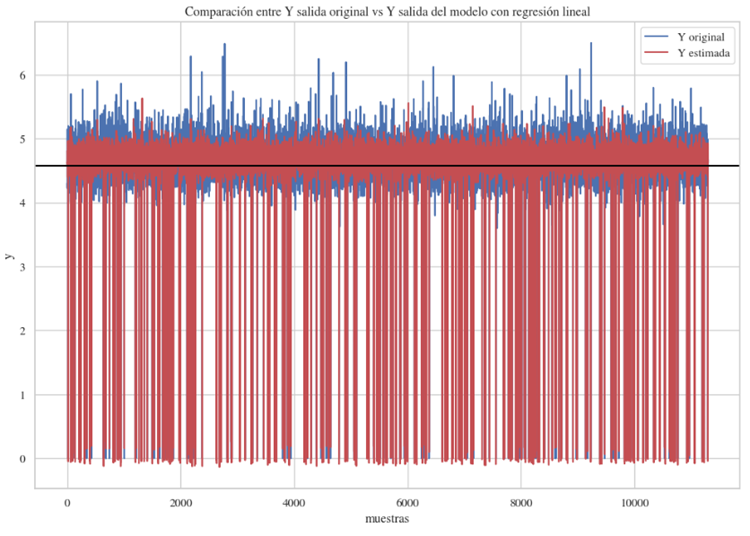 Comparación entre Y salida original vs Y salida del modelo con regresión lineal
Y original
Y estimada
6
5
4
3
2
1
0
y
0 2000 4000 6000 8000 10000
muestras